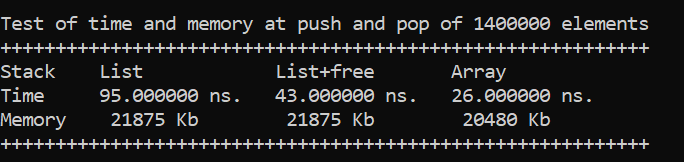 Test of time and memory at push and pop of 1400000 elements
+++++++++++++++++++++++++++++++++++++++++++++++++++++++++++
Stack    List            List+free       Array
Time     95.000000 ns.   43.000000 ns.   26.000000 ns.
Memory    21875 Kb        21875 Kb        20480 Kb
+++++++++++++++++++++++++++++++++++++++++++++++++++++++++++